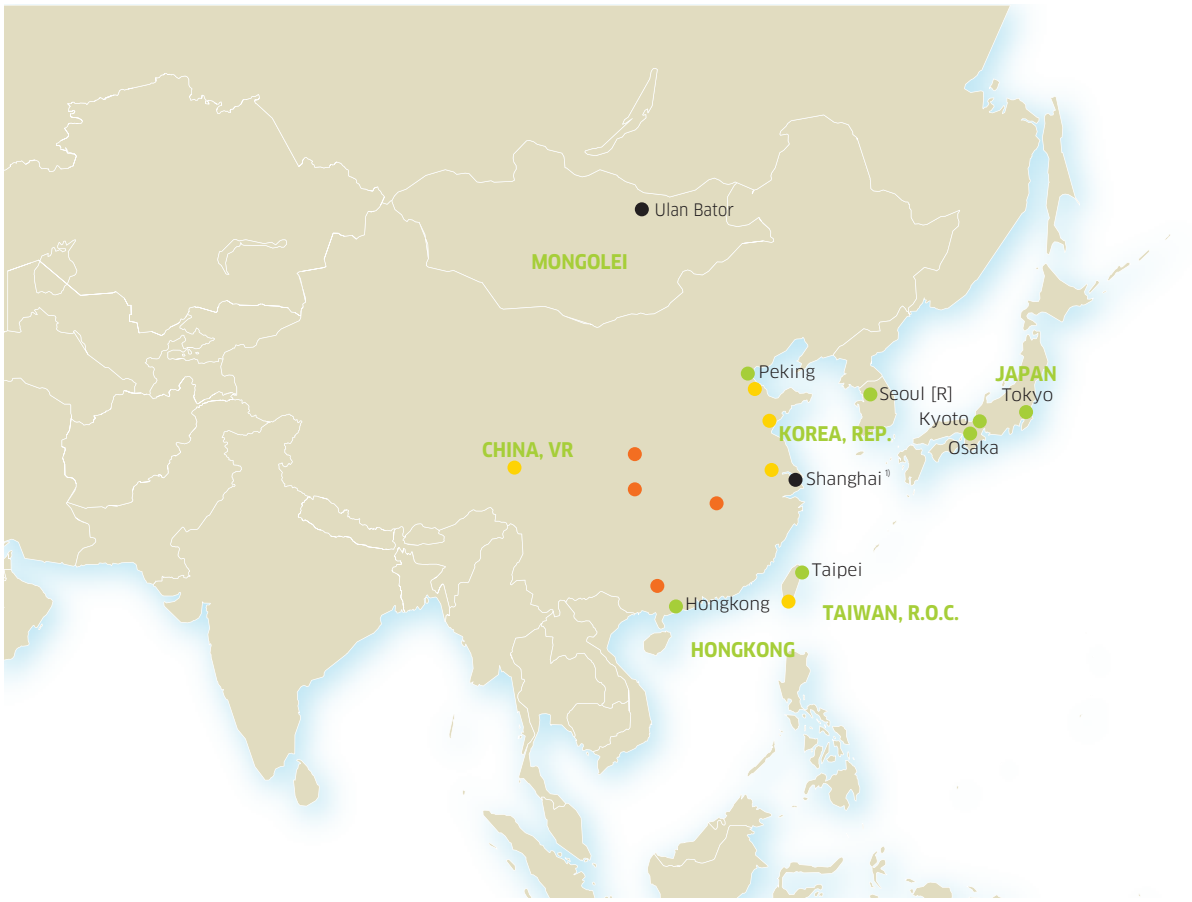 Ulan Bator
MONGOLEI
Peking
JAPAN
Seoul [R]
Tokyo
Kyoto
KOREA, REP.
Osaka
CHINA, VR
Shanghai ¹⁾
Taipei
Hongkong
TAIWAN, R.O.C.
HONGKONG